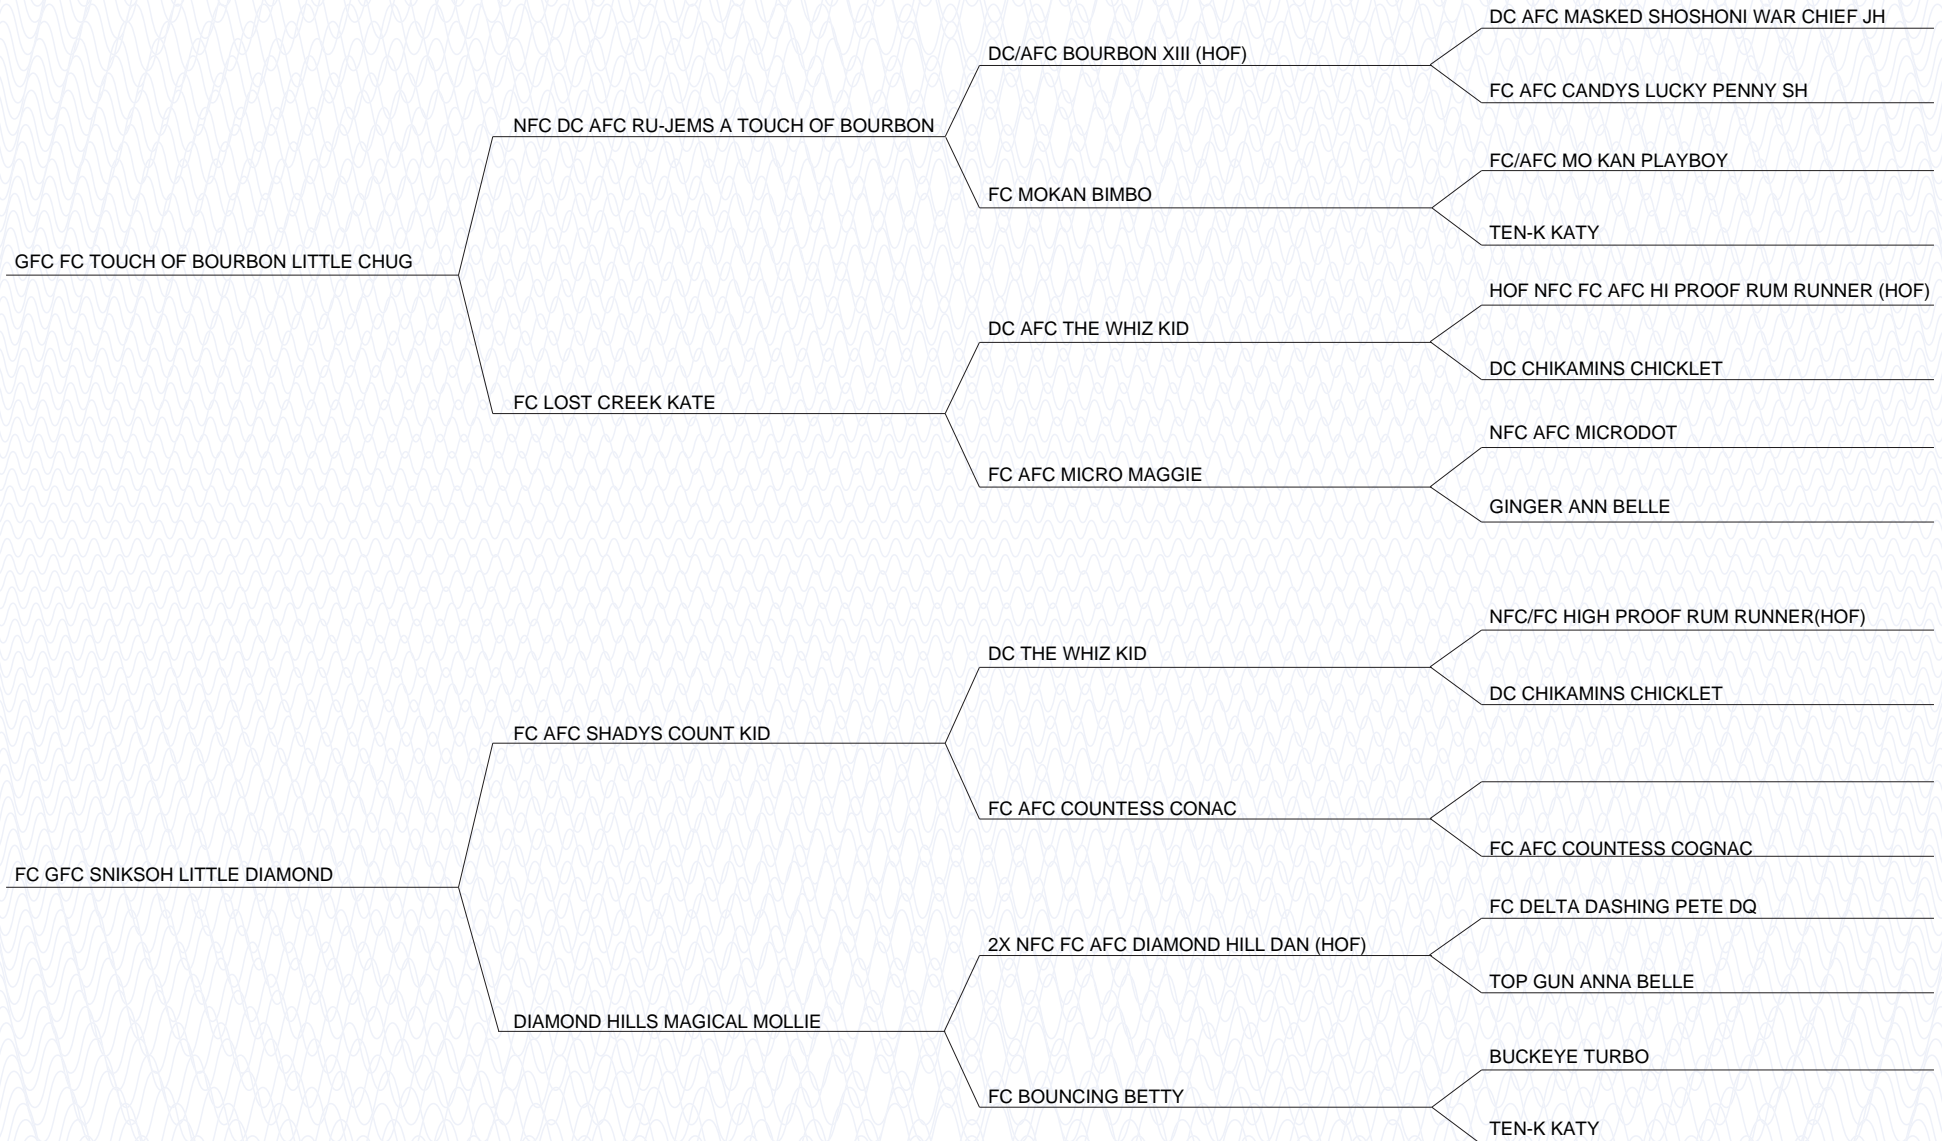 DC AFC MASKED SHOSHONI WAR CHIEF JH
DC/AFC BOURBON XIII (HOF)
FC AFC CANDYS LUCKY PENNY SH
NFC DC AFC RU-JEMS A TOUCH OF BOURBON
FC/AFC MO KAN PLAYBOY
FC MOKAN BIMBO
TEN-K KATY
GFC FC TOUCH OF BOURBON LITTLE CHUG
HOF NFC FC AFC HI PROOF RUM RUNNER (HOF)
DC AFC THE WHIZ KID
DC CHIKAMINS CHICKLET
FC LOST CREEK KATE
NFC AFC MICRODOT
FC AFC MICRO MAGGIE
GINGER ANN BELLE
NFC/FC HIGH PROOF RUM RUNNER(HOF)
DC THE WHIZ KID
DC CHIKAMINS CHICKLET
FC AFC SHADYS COUNT KID
FC AFC COUNTESS CONAC
FC AFC COUNTESS COGNAC
FC GFC SNIKSOH LITTLE DIAMOND
FC DELTA DASHING PETE DQ
2X NFC FC AFC DIAMOND HILL DAN (HOF)
TOP GUN ANNA BELLE
DIAMOND HILLS MAGICAL MOLLIE
BUCKEYE TURBO
FC BOUNCING BETTY
TEN-K KATY